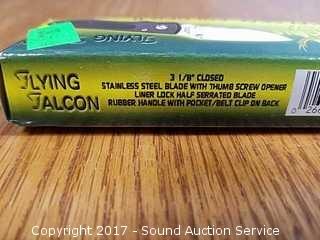 FLYING
FLYING
FALCON
3 1/8" CLOSED
STAINLESS STEEL BLADE WITH THUMB SCREW OPENER
LINER LOCK HALF SERRATED BLADE
RUBBER HANDLE WITH POCKET/BELT CLIP ON BACK
Copyright 2017 - Sound Auction Service